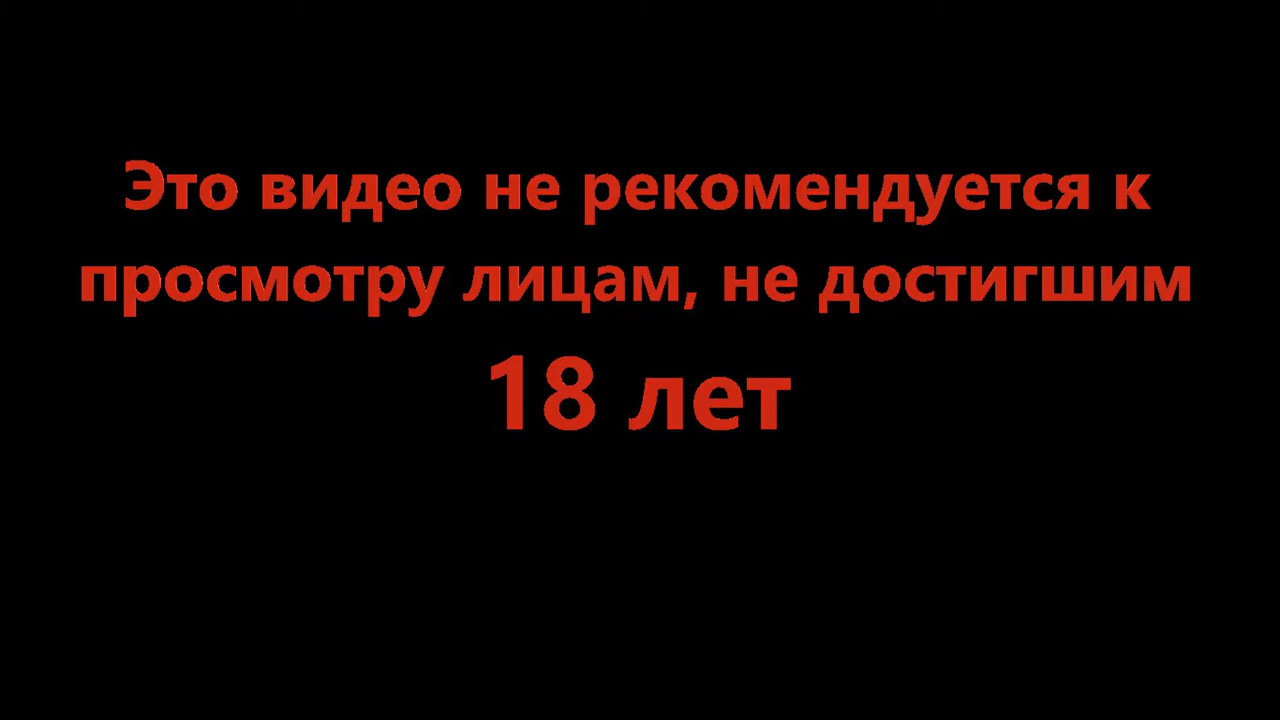 Это видео не рекомендуется к
просмотру лицам, не достигшим
18 лет